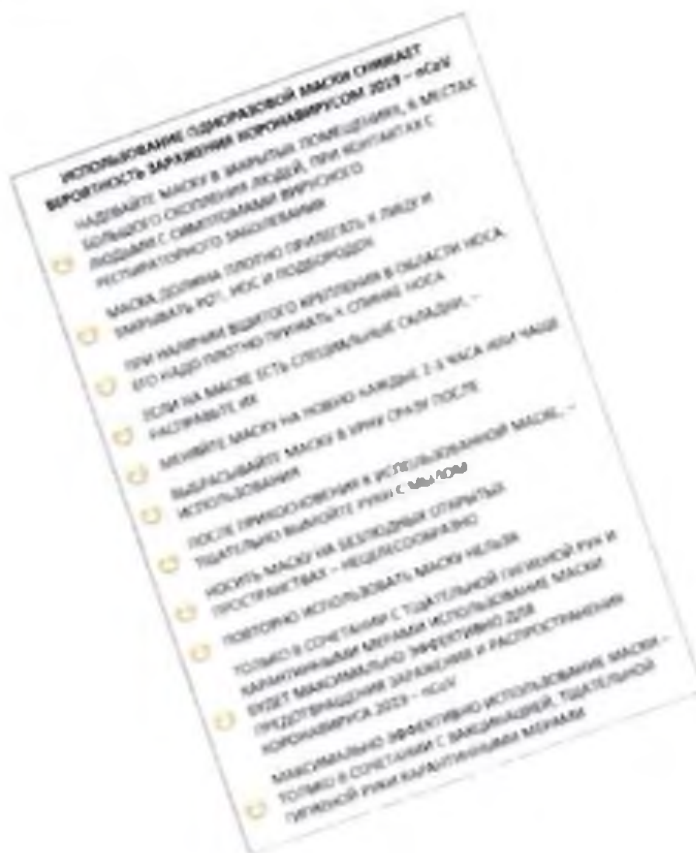 ИСПОЛЬЗОВАНИЕ ОДНОРАЗОВОЙ МАСКИ СНИЖАЕТ
ВЕРОЯТНОСТЬ ЗАРАЖЕНИЯ КОРОНАВИРУСОМ 2019 – nCoV
НАДЕВАЙТЕ МАСКУ В ЗАКРЫТЫХ ПОМЕЩЕНИЯХ, В МЕСТАХ
БОЛЬШОГО СКОПЛЕНИЯ ЛЮДЕЙ, ПРИ КОНТАКТАХ С
ЛЮДЬМИ С СИМПТОМАМИ ВИРУСНОГО
РЕСПИРАТОРНОГО ЗАБОЛЕВАНИЯ
МАСКА ДОЛЖНА ПЛОТНО ПРИЛЕГАТЬ К ЛИЦУ И
ЗАКРЫВАТЬ РОТ, НОС И ПОДБОРОДОК
ПРИ НАЛИЧИИ ВШИТОГО КРЕПЛЕНИЯ В ОБЛАСТИ НОСА,
ЕГО НАДО ПЛОТНО ПРИЖАТЬ К СПИНКЕ НОСА
ЕСЛИ НА МАСКЕ ЕСТЬ СПЕЦИАЛЬНЫЕ СКЛАДКИ, –
РАСПРАВЬТЕ ИХ
МЕНЯЙТЕ МАСКУ НА НОВУЮ КАЖДЫЕ 2-3 ЧАСА ИЛИ ЧАЩЕ
ВЫБРАСЫВАЙТЕ МАСКУ В УРНУ СРАЗУ ПОСЛЕ
ИСПОЛЬЗОВАНИЯ
ПОСЛЕ ПРИКОСНОВЕНИЯ К ИСПОЛЬЗОВАННОЙ МАСКЕ, –
ТЩАТЕЛЬНО ВЫМОЙТЕ РУКИ С МЫЛОМ
НОСИТЬ МАСКУ НА БЕЗЛЮДНЫХ ОТКРЫТЫХ
ПРОСТРАНСТВАХ – НЕЦЕЛЕСООБРАЗНО
ПОВТОРНО ИСПОЛЬЗОВАТЬ МАСКУ НЕЛЬЗЯ
ТОЛЬКО В СОЧЕТАНИИ С ТЩАТЕЛЬНОЙ ГИГИЕНОЙ РУК И
КАРАНТИННЫМИ МЕРАМИ ИСПОЛЬЗОВАНИЕ МАСКИ
БУДЕТ МАКСИМАЛЬНО ЭФФЕКТИВНО ДЛЯ
ПРЕДОТВРАЩЕНИЯ ЗАРАЖЕНИЯ И РАСПРОСТРАНЕНИЯ
КОРОНАВИРУСА 2019 – nCoV
МАКСИМАЛЬНО ЭФФЕКТИВНО ИСПОЛЬЗОВАНИЕ МАСКИ –
ТОЛЬКО В СОЧЕТАНИИ С ВАКЦИНАЦИЕЙ, ТЩАТЕЛЬНОЙ
ГИГИЕНОЙ РУКИ КАРАНТИННЫМИ МЕРАМИ